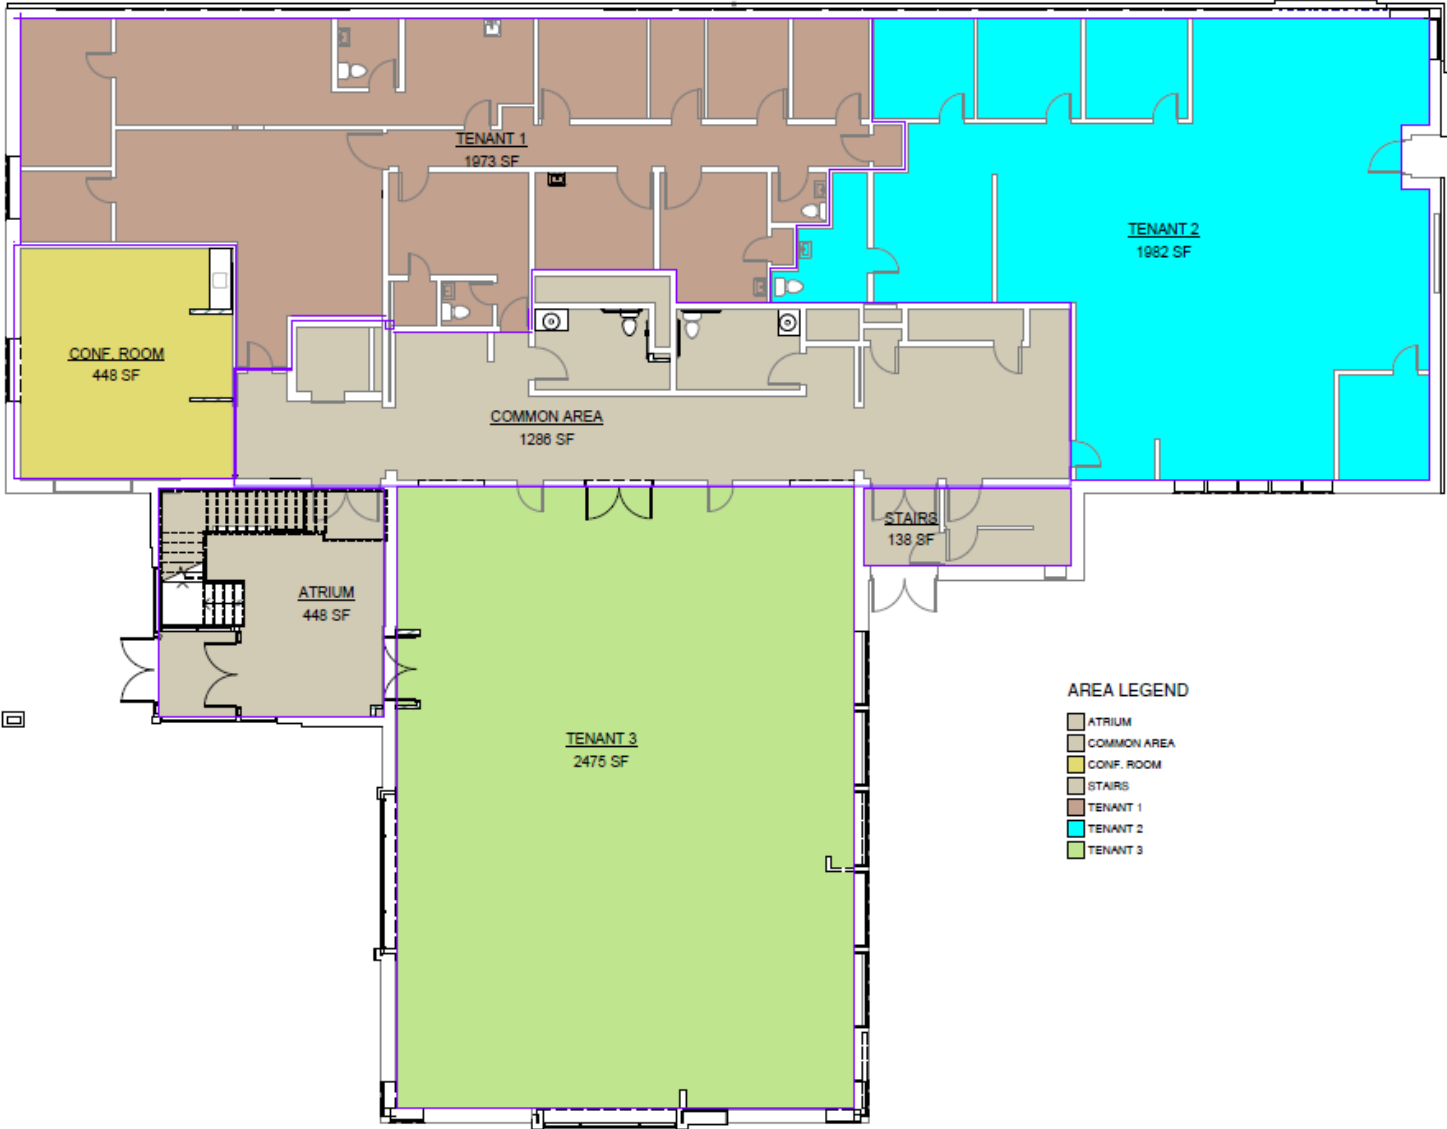 TENANT 1
1973 SF
TENANT 2
1982 SF
CONF. ROOM
448 SF
COMMON AREA
1286 SF
STAIRS
138 SF
ATRIUM
448 SF
TENANT 3
2475 SF
AREA LEGEND
ATRIUM
COMMON AREA
CONF. ROOM
STAIRS
TENANT 1
TENANT 2
TENANT 3